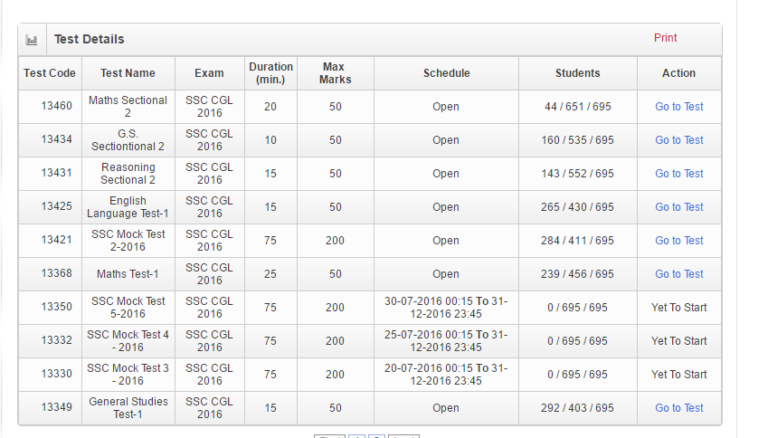 Test Details Print
Test Code Test Name Exam Duration (min.) Max Marks Schedule Students Action
13460 Maths Sectional 2 SSC CGL 2016 20 50 Open 44 / 651 / 695 Go to Test
13434 G.S. Sectiontional 2 SSC CGL 2016 10 50 Open 160 / 535 / 695 Go to Test
13431 Reasoning Sectional 2 SSC CGL 2016 15 50 Open 143 / 552 / 695 Go to Test
13425 English Language Test-1 SSC CGL 2016 15 50 Open 265 / 430 / 695 Go to Test
13421 SSC Mock Test 2-2016 SSC CGL 2016 75 200 Open 284 / 411 / 695 Go to Test
13368 Maths Test-1 SSC CGL 2016 25 50 Open 239 / 456 / 695 Go to Test
13350 SSC Mock Test 5-2016 SSC CGL 2016 75 200 30-07-2016 00:15 To 31-12-2016 23:45 0 / 695 / 695 Yet To Start
13332 SSC Mock Test 4 - 2016 SSC CGL 2016 75 200 25-07-2016 00:15 To 31-12-2016 23:45 0 / 695 / 695 Yet To Start
13330 SSC Mock Test 3 - 2016 SSC CGL 2016 75 200 20-07-2016 00:15 To 31-12-2016 23:45 0 / 695 / 695 Yet To Start
13349 General Studies Test-1 SSC CGL 2016 15 50 Open 292 / 403 / 695 Go to Test